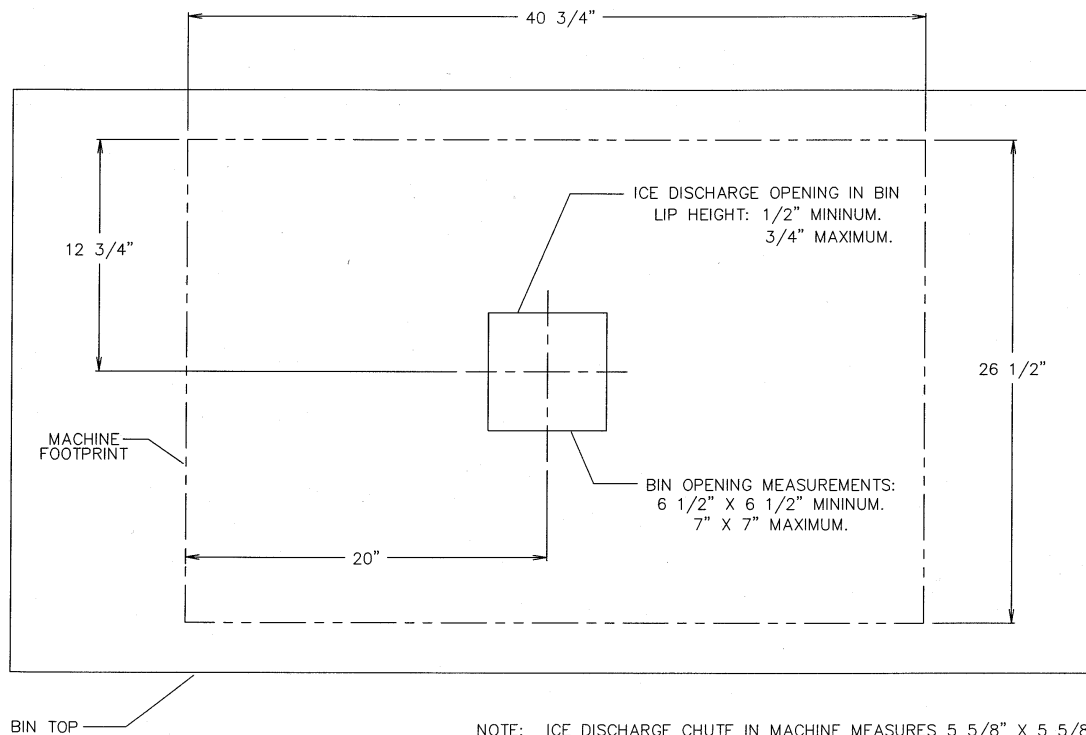 40 3/4"
ICE DISCHARGE OPENING IN BIN
LIP HEIGHT: 1/2" MININUM.
3/4" MAXIMUM.
12 3/4"
26 1/2"
MACHINE
FOOTPRINT
BIN OPENING MEASUREMENTS:
6 1/2" X 6 1/2" MININUM.
7" X 7" MAXIMUM.
20"
BIN TOP
NOTE: ICE DISCHARGE CHUTE IN MACHINE MEASURES 5 5/8" X 5 5/8